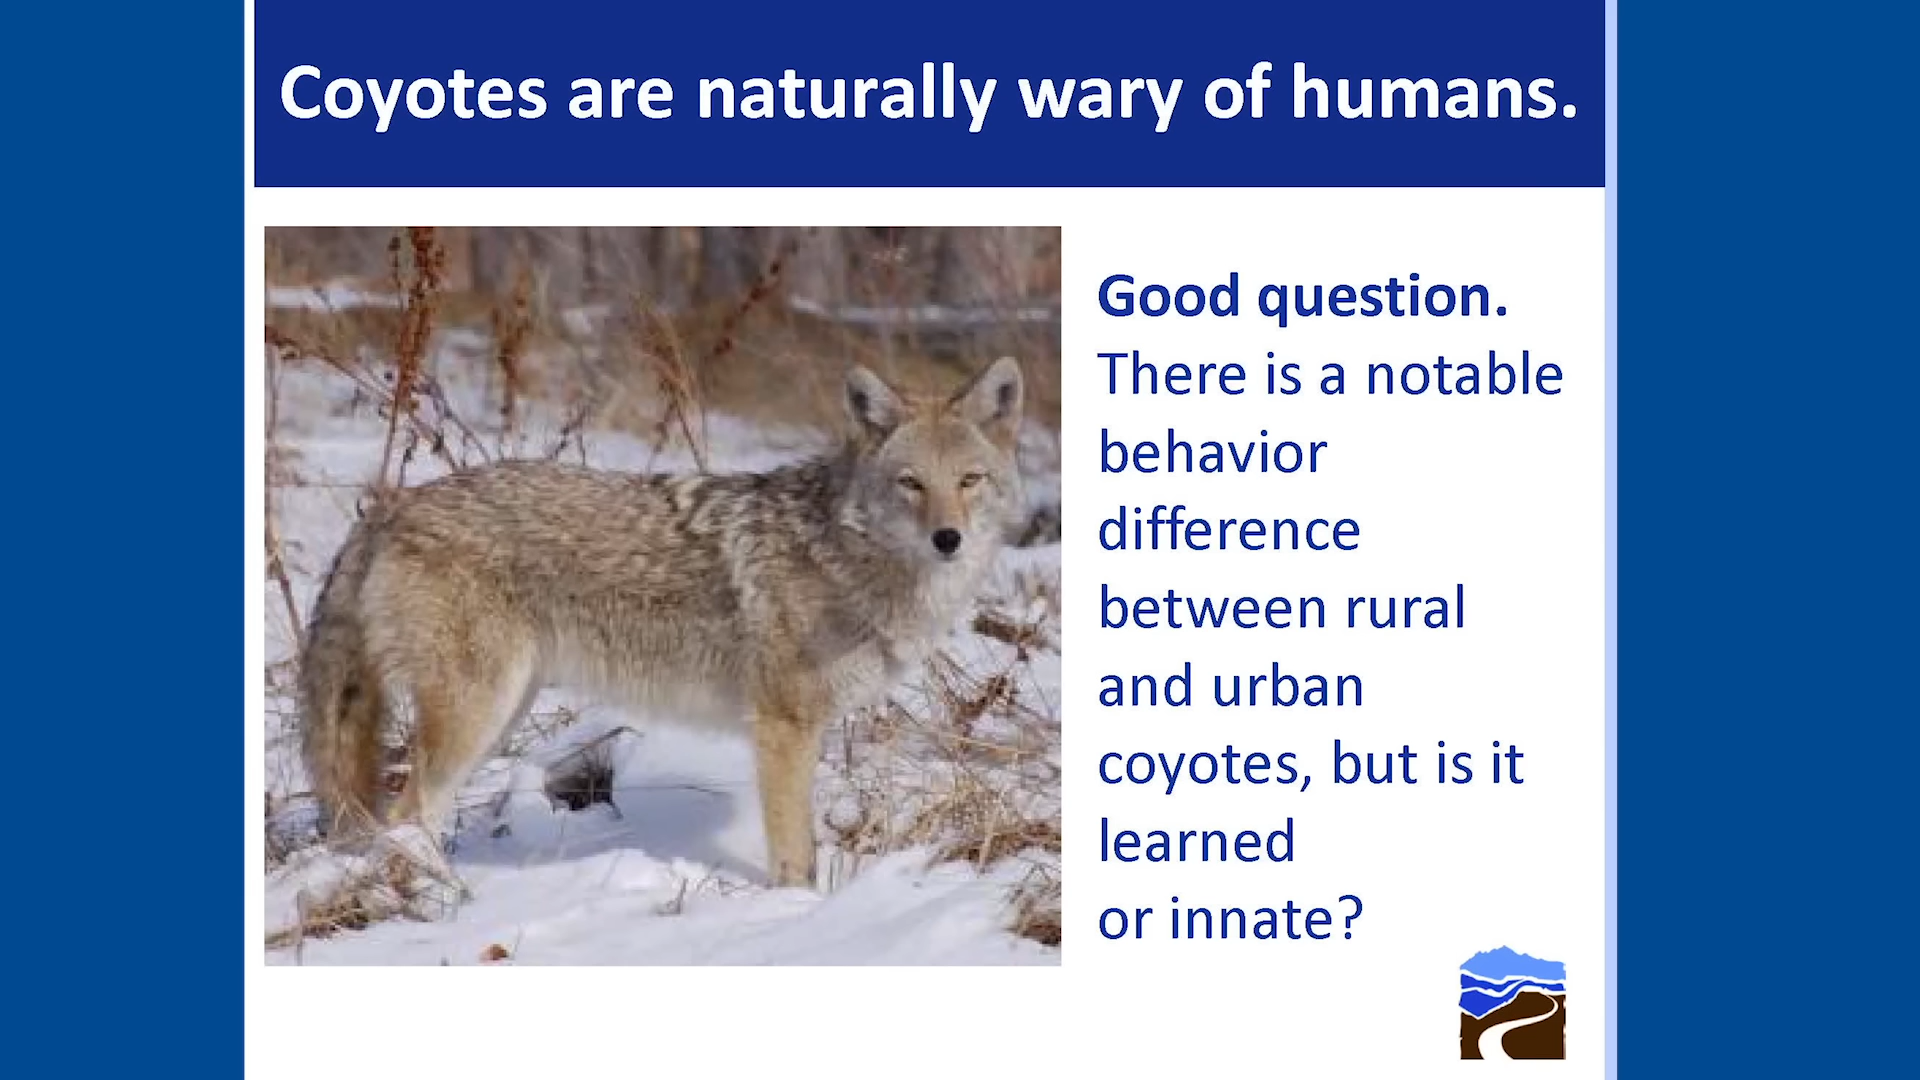 Coyotes are naturally wary of humans.
Good question.
There is a notable
behavior
difference
between rural
and urban
coyotes, but is it
learned
or innate?